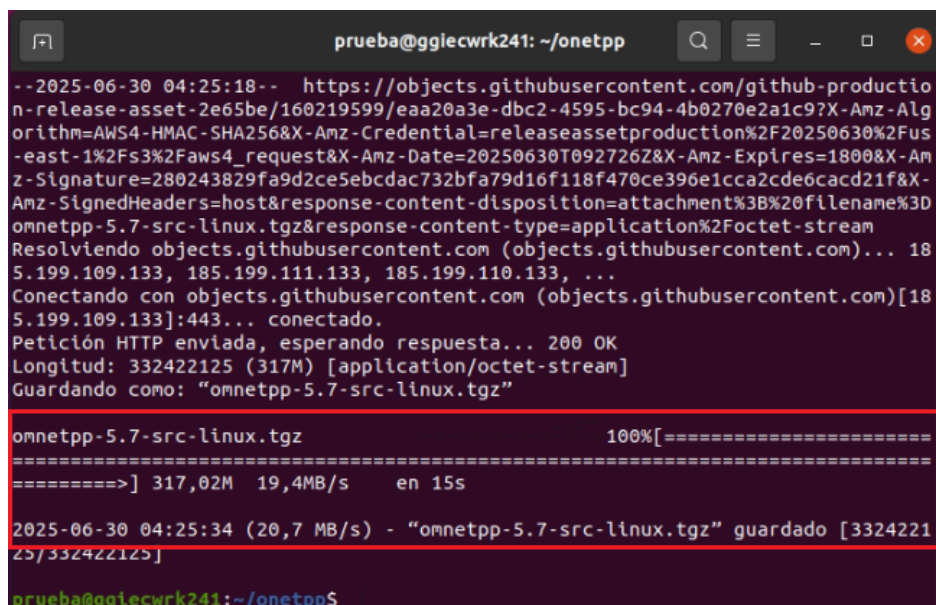 prueba@ggiecwrk241: ~/onetpp
--2025-06-30 04:25:18--  https://objects.githubusercontent.com/github-productio
n-release-asset-2e65be/160219599/eaa20a3e-dbc2-4595-bc94-4b0270e2a1c9?X-Amz-Alg
orithm=AWS4-HMAC-SHA256&X-Amz-Credential=releaseassetproduction%2F20250630%2Fus
-east-1%2Fs3%2Faws4_request&X-Amz-Date=20250630T092726Z&X-Amz-Expires=1800&X-Am
z-Signature=280243829fa9d2ce5ebcdac732bfa79d16f118f470ce396e1cca2cde6cacd21f&X-
Amz-SignedHeaders=host&response-content-disposition=attachment%3B%20filename%3D
omnetpp-5.7-src-linux.tgz&response-content-type=application%2Foctet-stream
Resolviendo objects.githubusercontent.com (objects.githubusercontent.com)... 18
5.199.109.133, 185.199.111.133, 185.199.110.133, ...
Conectando con objects.githubusercontent.com (objects.githubusercontent.com)[18
5.199.109.133]:443... conectado.
Petición HTTP enviada, esperando respuesta... 200 OK
Longitud: 332422125 (317M) [application/octet-stream]
Guardando como: “omnetpp-5.7-src-linux.tgz”
omnetpp-5.7-src-linux.tgz                          100%[=======================
===============================================================================
=========>] 317,02M  19,4MB/s    en 15s
2025-06-30 04:25:34 (20,7 MB/s) - “omnetpp-5.7-src-linux.tgz” guardado [3324221
25/332422125]
prueba@ggiecwrk241:~/onetpp$